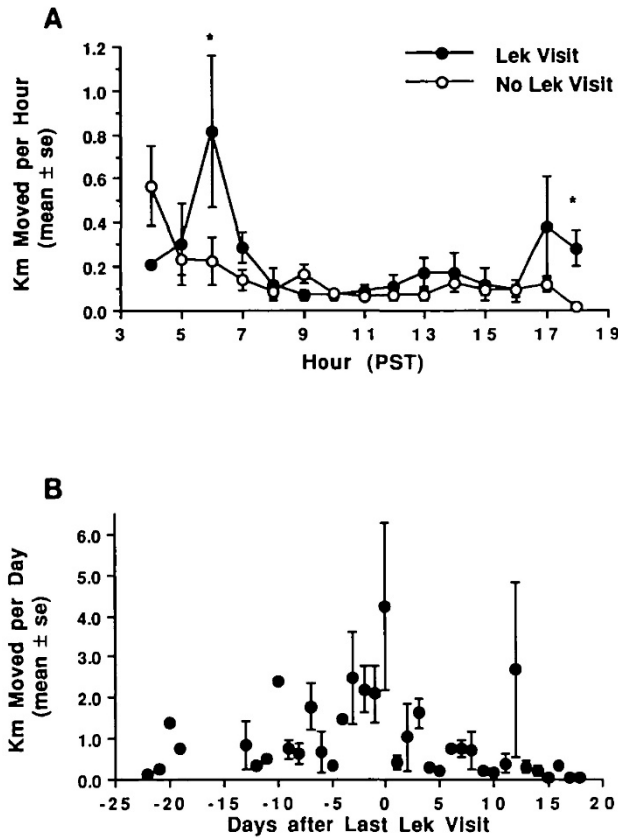 A
*
1.2
1.0
0.8
0.6
0.4
0.2
0.0
Km Moved per Hour
(mean ± se)
Lek Visit
No Lek Visit
*
3 5 7 9 11 13 15 17 19
Hour (PST)
B
6.0
5.0
4.0
3.0
2.0
1.0
0.0
Km Moved per Day
(mean ± se)
-25 -20 -15 -10 -5 0 5 10 15 20
Days after Last Lek Visit